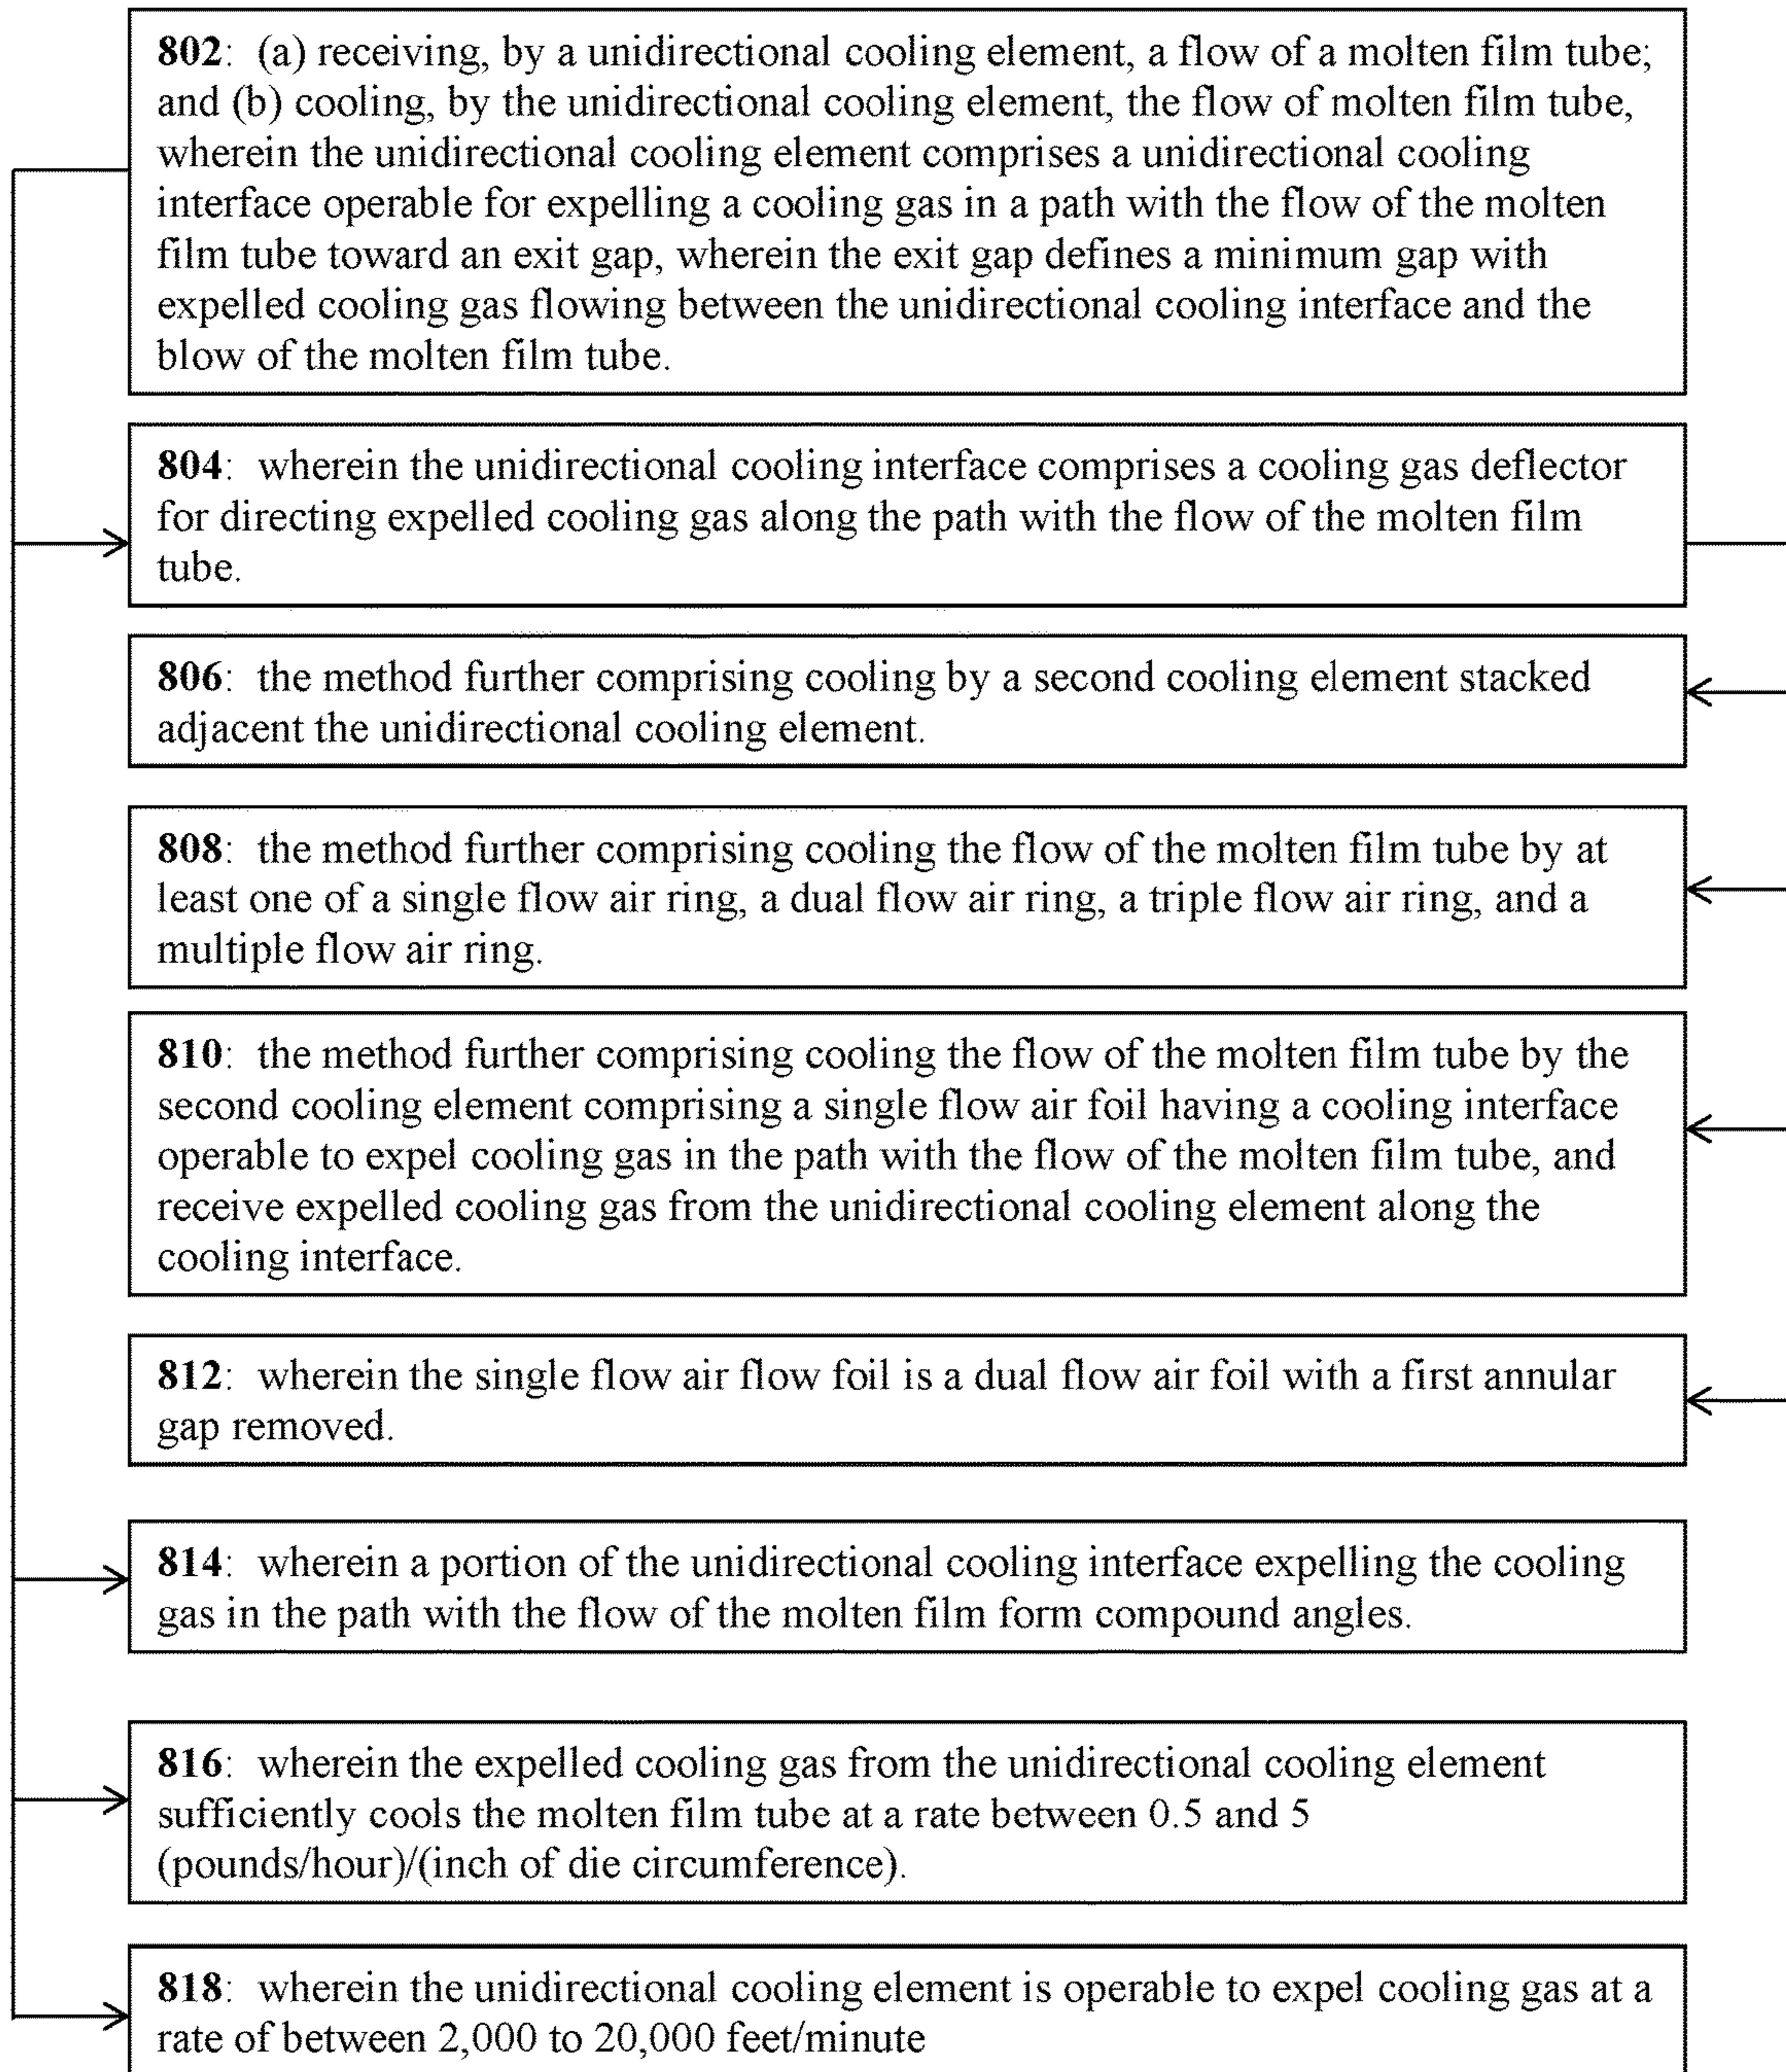 802: (a) receiving, by a unidirectional cooling element, a flow of a molten film tube;
and (b) cooling, by the unidirectional cooling element, the flow of molten film tube,
wherein the unidirectional cooling element comprises a unidirectional cooling
interface operable for expelling a cooling gas in a path with the flow of the molten
film tube toward an exit gap, wherein the exit gap defines a minimum gap with
expelled cooling gas flowing between the unidirectional cooling interface and the
blow of the molten film tube.
804: wherein the unidirectional cooling interface comprises a cooling gas deflector
for directing expelled cooling gas along the path with the flow of the molten film
tube.
806: the method further comprising cooling by a second cooling element stacked
adjacent the unidirectional cooling element.
808: the method further comprising cooling the flow of the molten film tube by at
least one of a single flow air ring, a dual flow air ring, a triple flow air ring, and a
multiple flow air ring.
810: the method further comprising cooling the flow of the molten film tube by the
second cooling element comprising a single flow air foil having a cooling interface
operable to expel cooling gas in the path with the flow of the molten film tube, and
receive expelled cooling gas from the unidirectional cooling element along the
cooling interface.
812: wherein the single flow air flow foil is a dual flow air foil with a first annular
gap removed.
814: wherein a portion of the unidirectional cooling interface expelling the cooling
gas in the path with the flow of the molten film form compound angles.
816: wherein the expelled cooling gas from the unidirectional cooling element
sufficiently cools the molten film tube at a rate between 0.5 and 5
(pounds/hour)/(inch of die circumference).
818: wherein the unidirectional cooling element is operable to expel cooling gas at a
rate of between 2,000 to 20,000 feet/minute